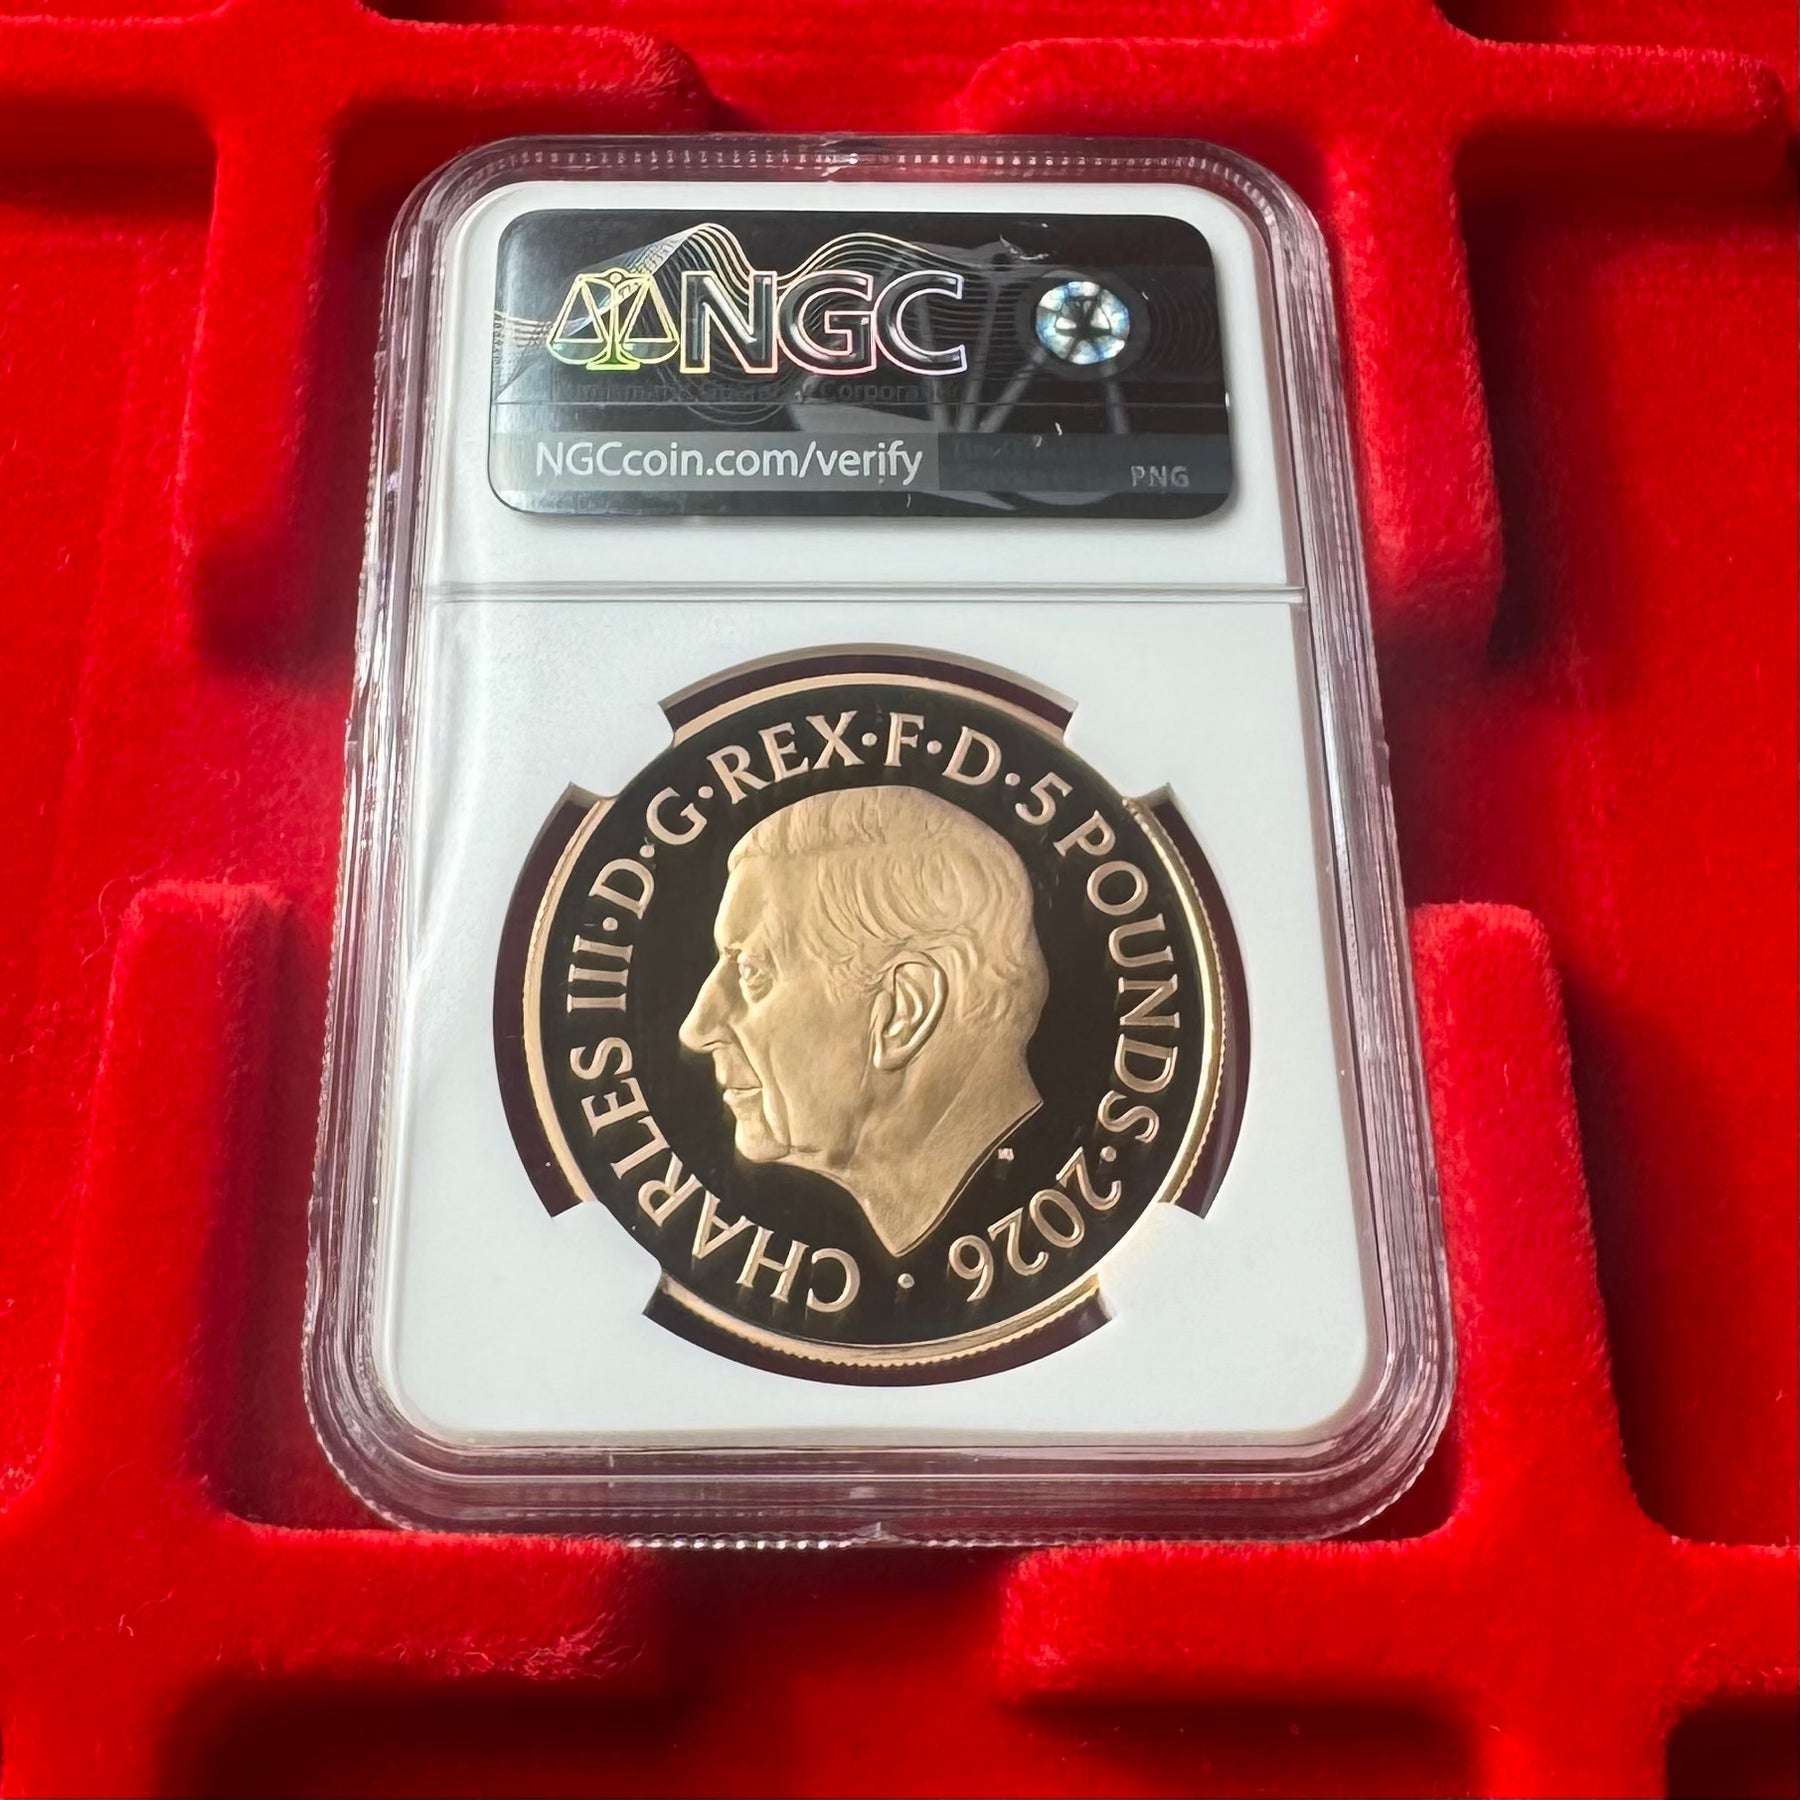 NGC
NGCcoin.com/verify
PNG
CHARLES III·D·G·REX·F·D·5 POUNDS·2026·